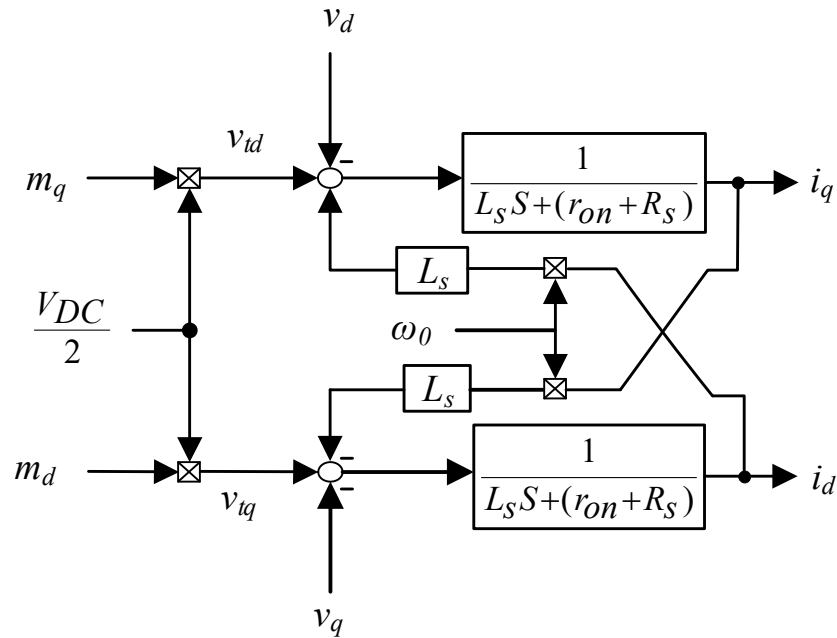 v_d
v_td
m_q
-
1
L_s S+(r_on+R_s)
i_q
L_s
V_DC
2
ω_0
L_s
m_d
v_tq
-
-
1
L_s S+(r_on+R_s)
i_d
v_q